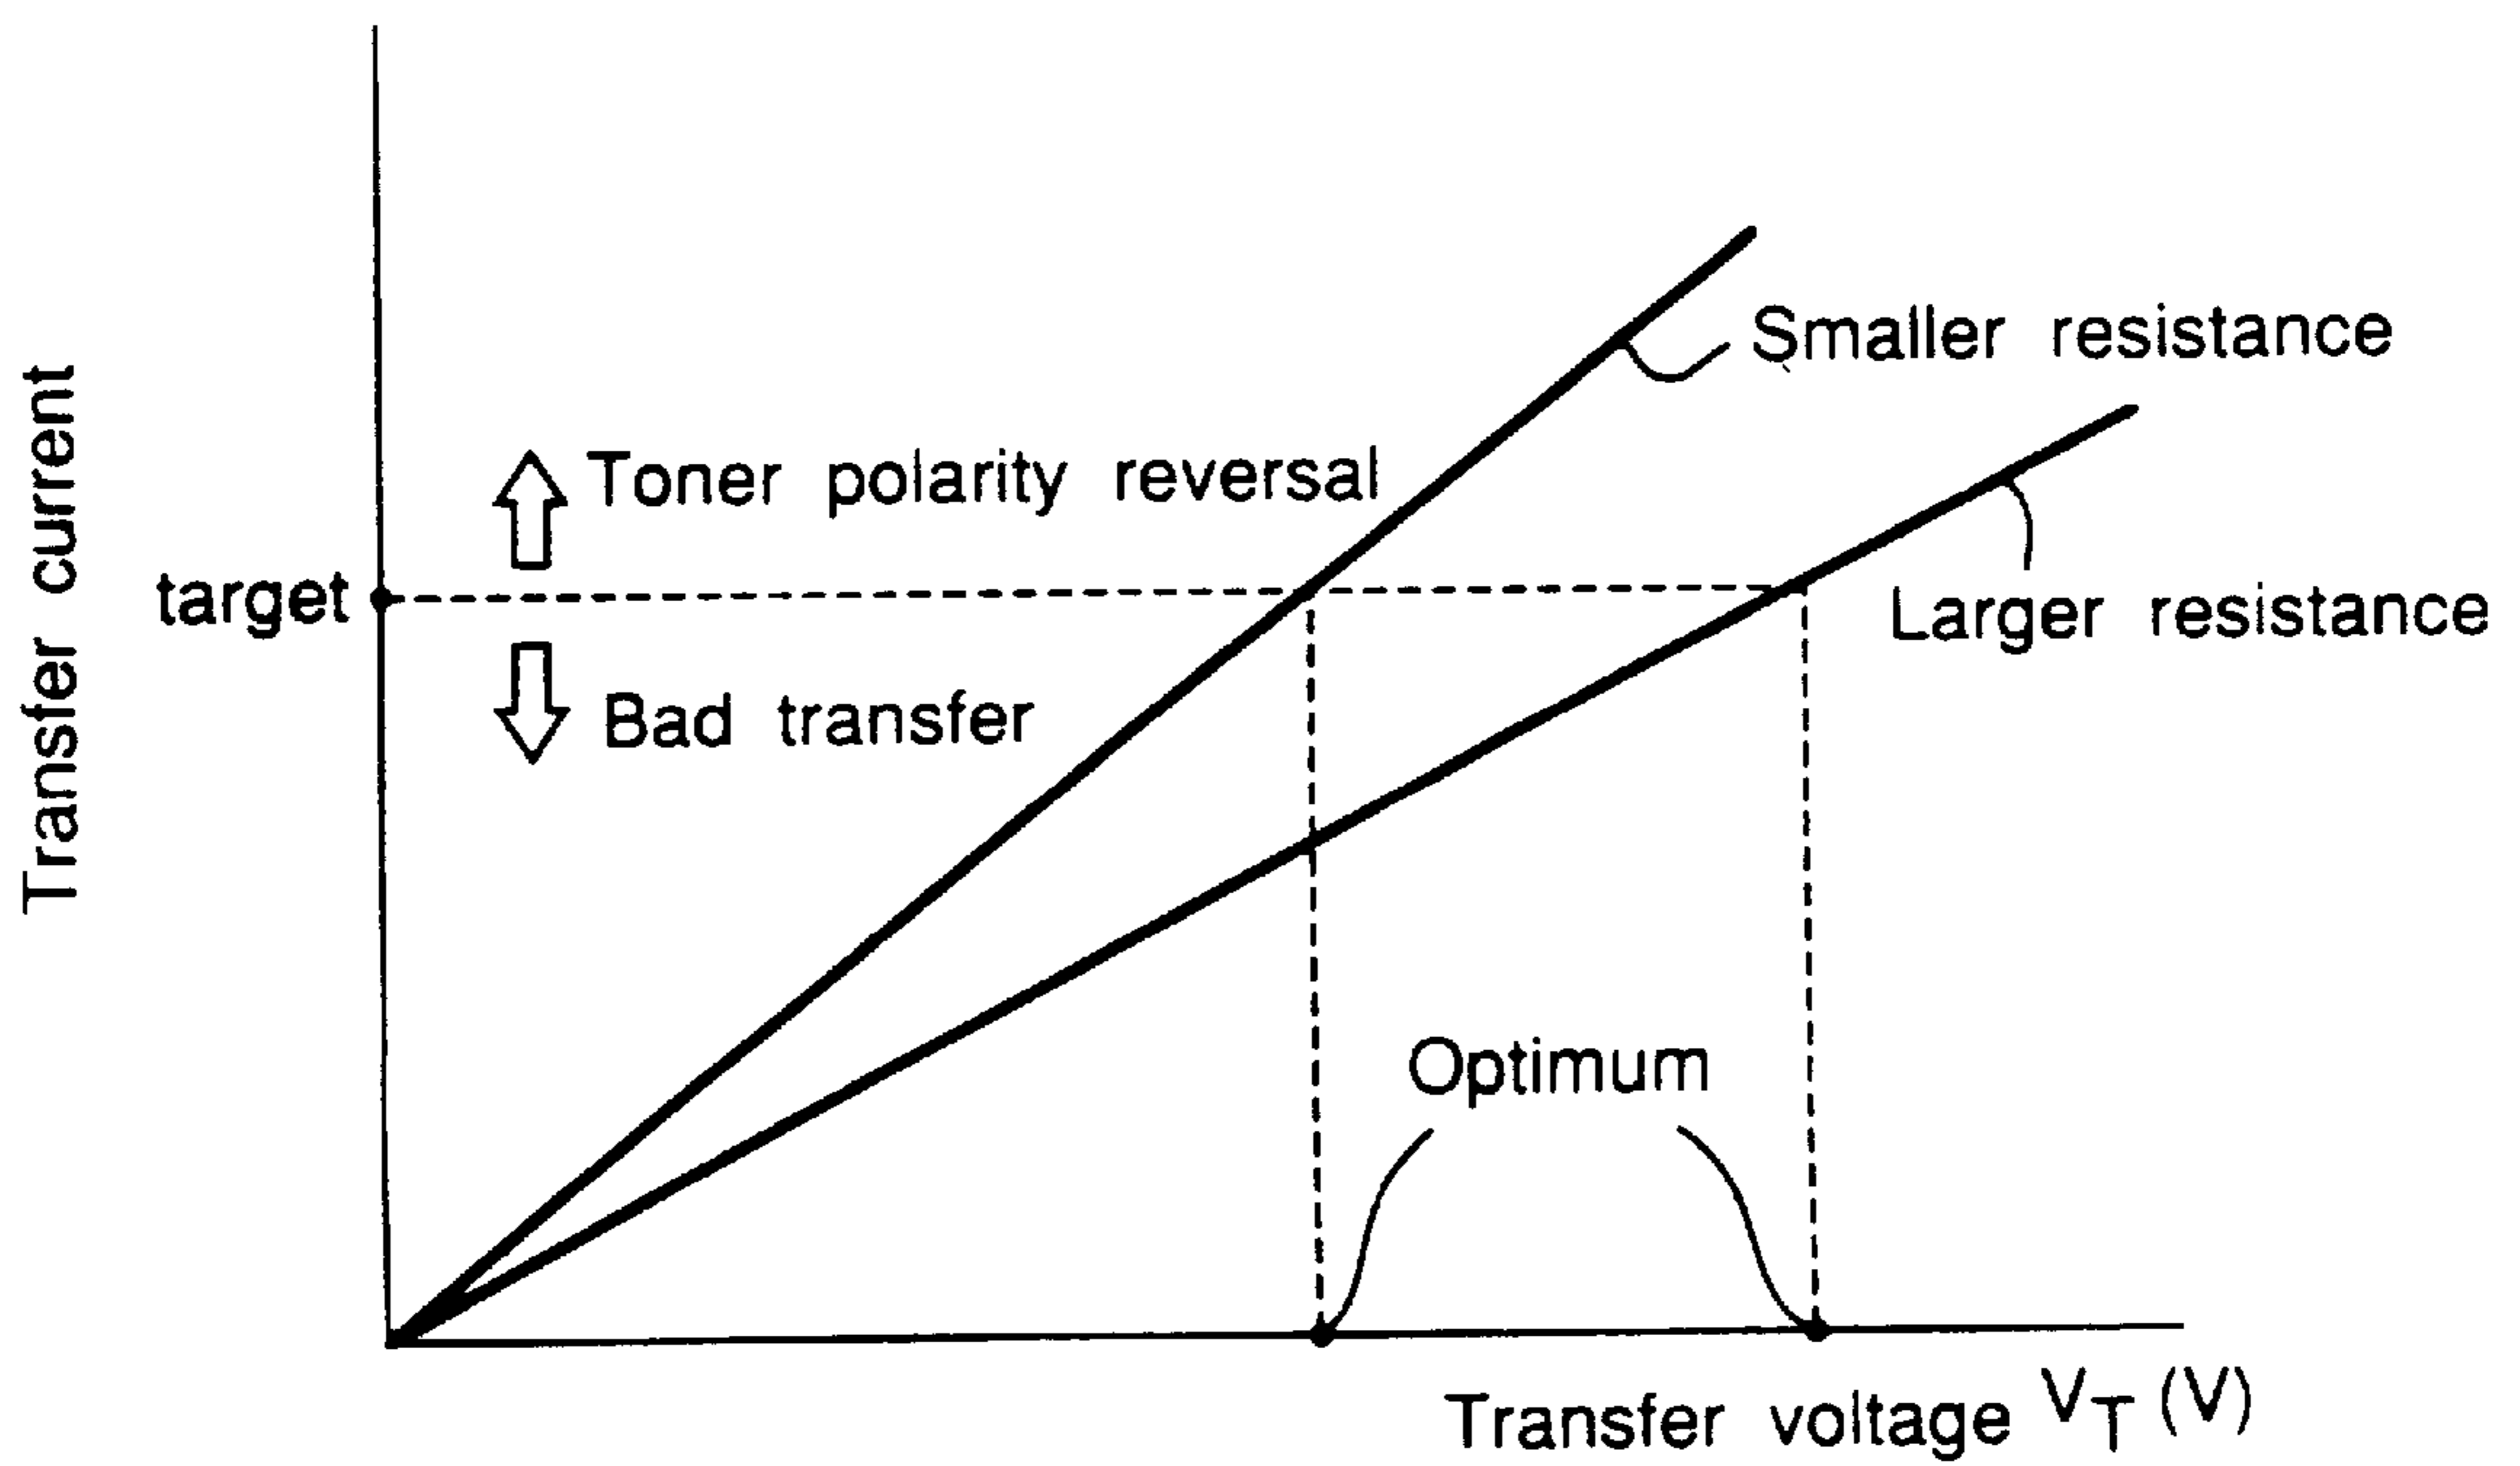 Smaller resistance
Toner polarity reversal
Transfer current
target
Larger resistance
Bad transfer
Optimum
Transfer voltage VT (V)